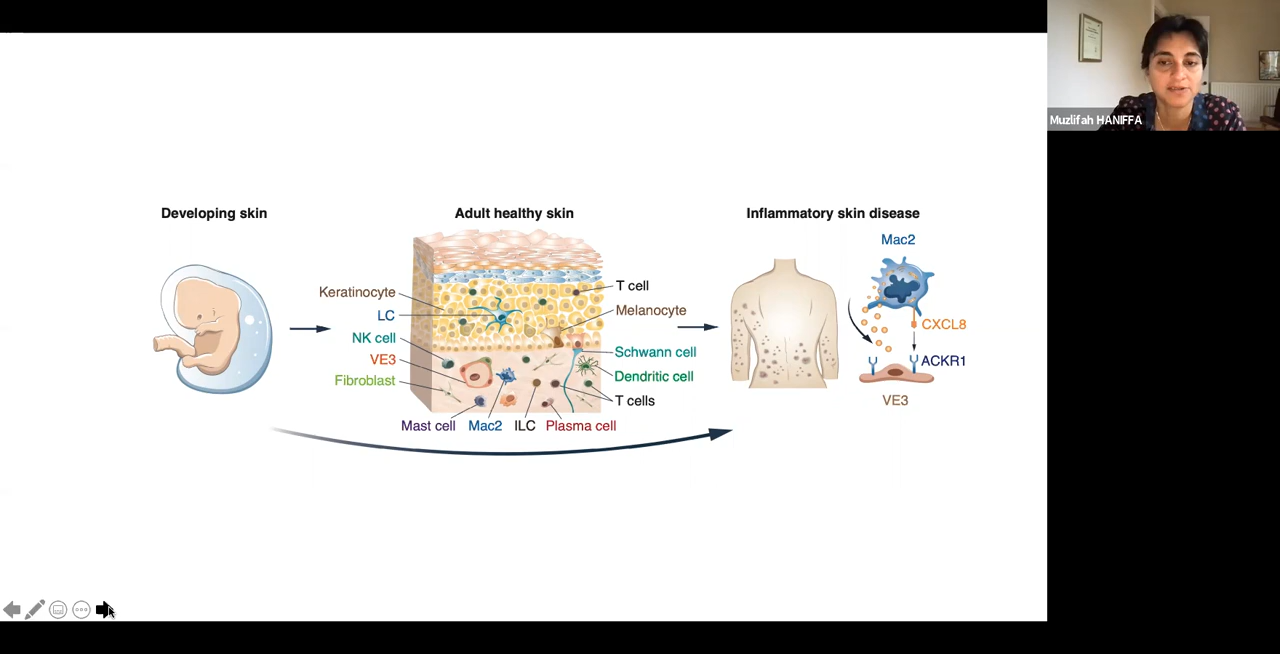 Muzlifah HANIFFA
Developing skin
Adult healthy skin
Inflammatory skin disease
Keratinocyte
LC
NK cell
VE3
Fibroblast
Mast cell
Mac2
ILC
Plasma cell
T cell
Melanocyte
Schwann cell
Dendritic cell
T cells
Mac2
CXCL8
ACKR1
VE3